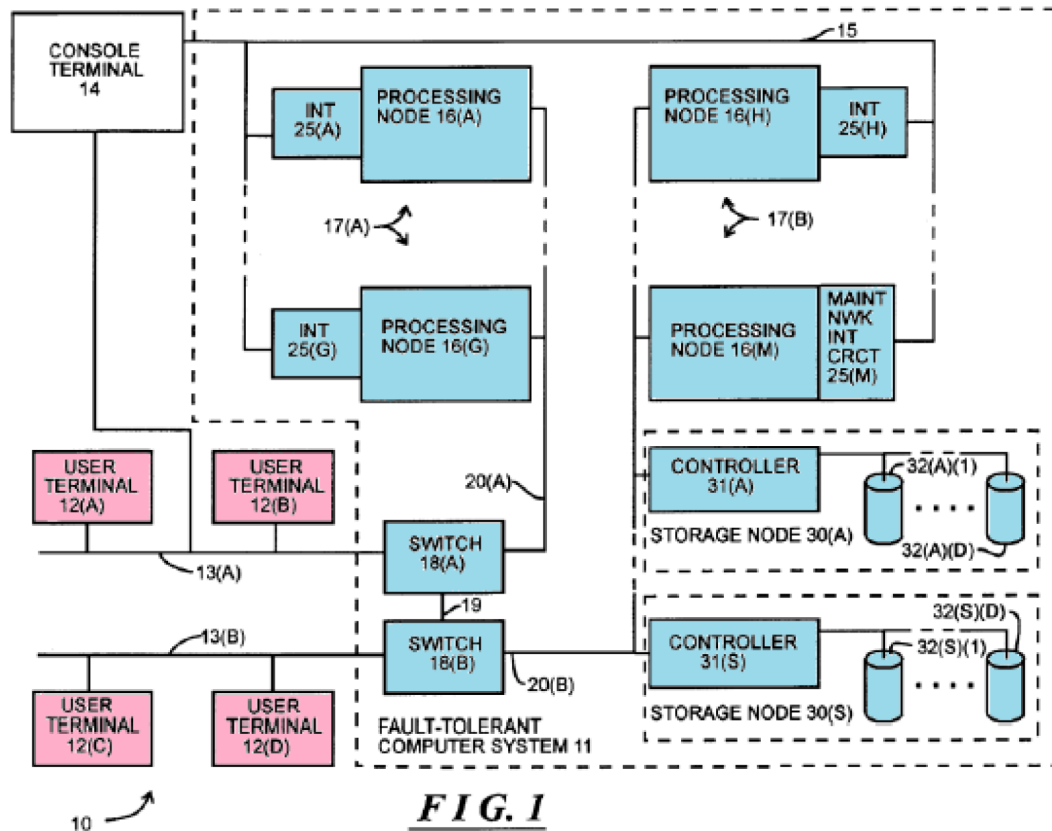 CONSOLE
TERMINAL
14
15
INT
25(A)
PROCESSING
NODE 16(A)
PROCESSING
NODE 16(H)
INT
25(H)
17(A)
17(B)
INT
25(G)
PROCESSING
NODE 16(G)
PROCESSING
NODE 16(M)
MAINT
NWK
INT
CRCT
25(M)
USER
TERMINAL
12(A)
USER
TERMINAL
12(B)
20(A)
CONTROLLER
31(A)
32(A)(1)
STORAGE NODE 30(A)
32(A)(D)
13(A)
SWITCH
18(A)
19
13(B)
SWITCH
18(B)
20(B)
CONTROLLER
31(S)
32(S)(D)
32(S)(1)
STORAGE NODE 30(S)
USER
TERMINAL
12(C)
USER
TERMINAL
12(D)
FAULT-TOLERANT
COMPUTER SYSTEM 11
10
FIG. 1